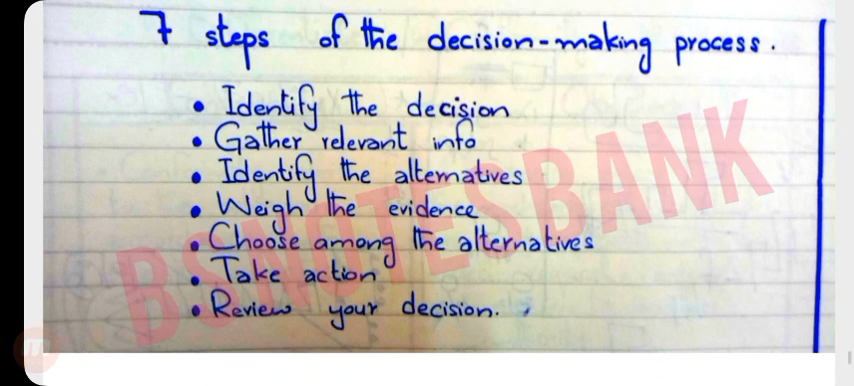 7 steps of the decision-making process.
• Identify the decision
• Gather relevant info
• Identify the alternatives
• Weigh the evidence
• Choose among the alternatives
• Take action
• Review your decision.
BSNOTESBANK